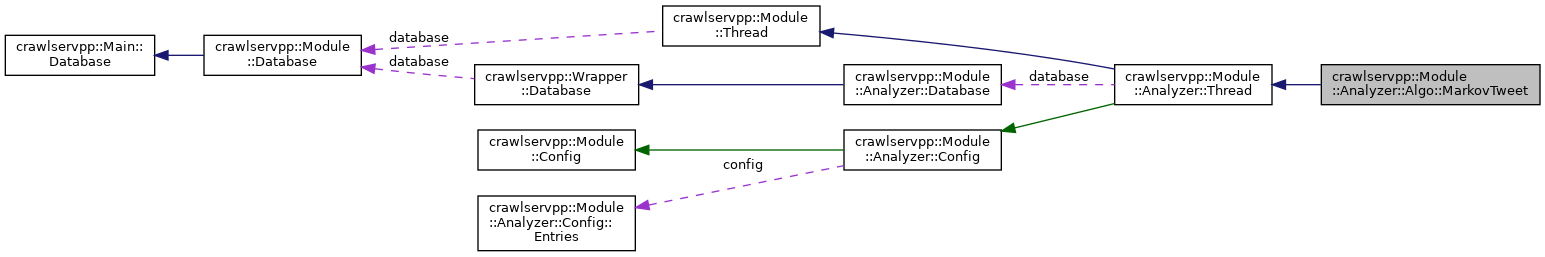 crawlservpp::Main::
Database
crawlservpp::Module
::Database
database
database
crawlservpp::Module
::Thread
crawlservpp::Wrapper
::Database
crawlservpp::Module
::Config
config
crawlservpp::Module
::Analyzer::Config::
Entries
crawlservpp::Module
::Analyzer::Database
crawlservpp::Module
::Analyzer::Config
database
crawlservpp::Module
::Analyzer::Thread
crawlservpp::Module
::Analyzer::Algo::MarkovTweet